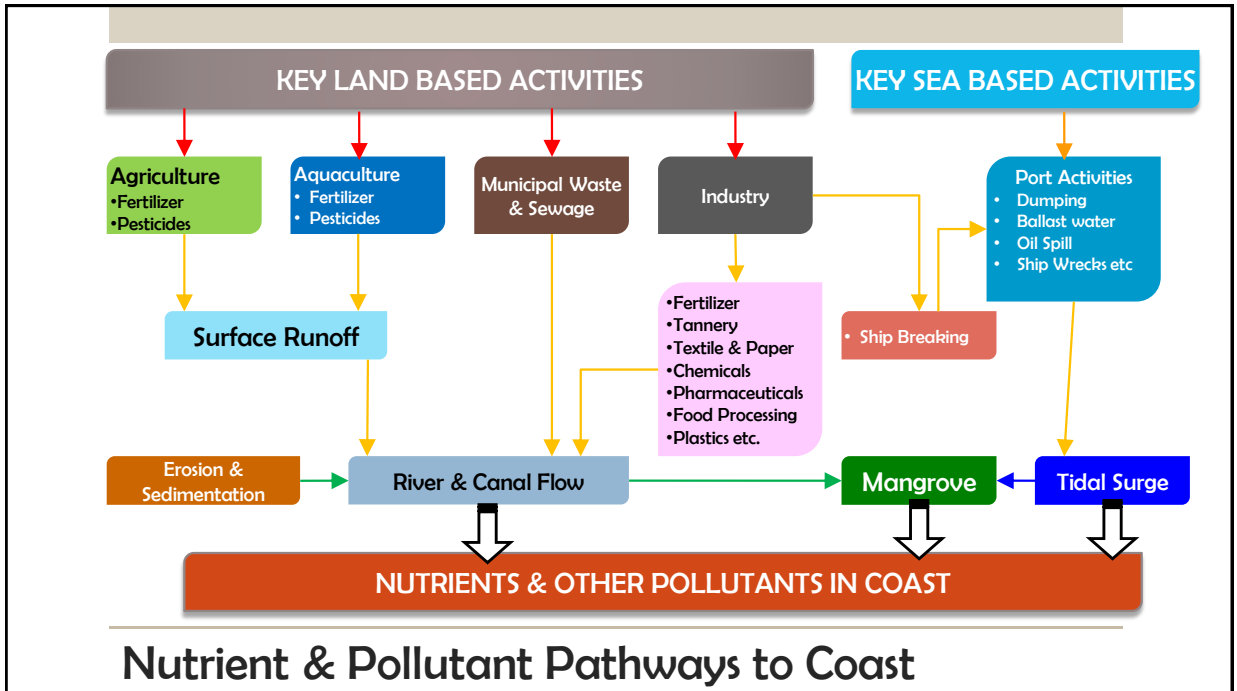 KEY LAND BASED ACTIVITIES
KEY SEA BASED ACTIVITIES
Agriculture
•Fertilizer
•Pesticides
Aquaculture
• Fertilizer
• Pesticides
Municipal Waste
& Sewage
Industry
Port Activities
• Dumping
• Ballast water
• Oil Spill
• Ship Wrecks etc
Surface Runoff
•Fertilizer
•Tannery
•Textile & Paper
•Chemicals
•Pharmaceuticals
•Food Processing
•Plastics etc.
• Ship Breaking
Erosion &
Sedimentation
River & Canal Flow
Mangrove
Tidal Surge
NUTRIENTS & OTHER POLLUTANTS IN COAST
Nutrient & Pollutant Pathways to Coast